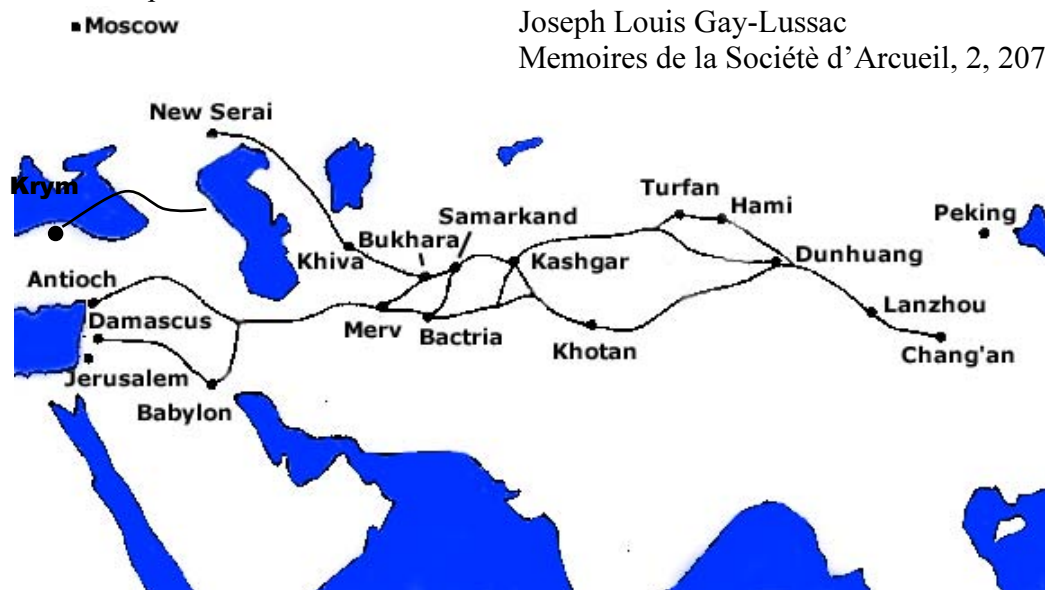 Joseph Louis Gay-Lussac
Memoires de la Sociétè d'Arcueil, 2, 207
Moscow
New Serai
Krym
Turfan
Hami
Samarkand
Peking
Bukhara
Khiva
Kashgar
Dunhuang
Antioch
Damascus
Merv
Bactria
Lanzhou
Khotan
Chang'an
Jerusalem
Babylon